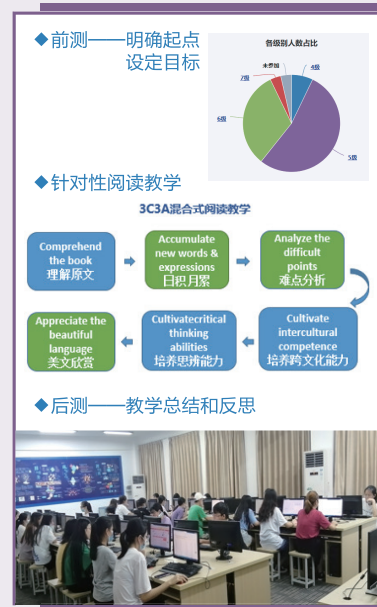 ◆前测——明确起点
设定目标
各级别人数占比
未参加
4级
7级
6级
5级
◆针对性阅读教学
3C3A混合式阅读教学
Comprehend
the book
理解原文
Accumulate
new words &
expressions
日积月累
Analyze the
difficult
points
难点分析
Cultivate
intercultural
competence
培养跨文化能力
Cultivatecritical
thinking
abilities
培养思辨能力
Appreciate the
beautiful
language
美文欣赏
◆后测——教学总结和反思